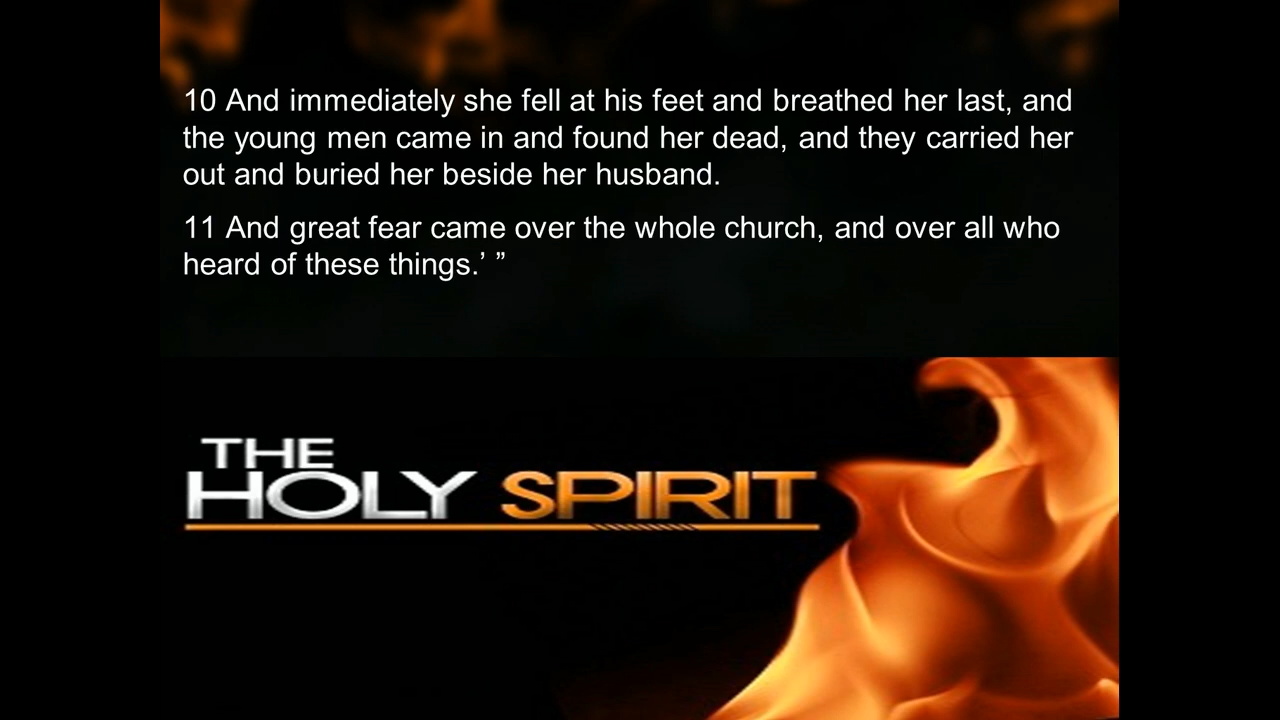 10 And immediately she fell at his feet and breathed her last, and
the young men came in and found her dead, and they carried her
out and buried her beside her husband.
11 And great fear came over the whole church, and over all who
heard of these things.’ ”
THE
HOLY SPIRIT